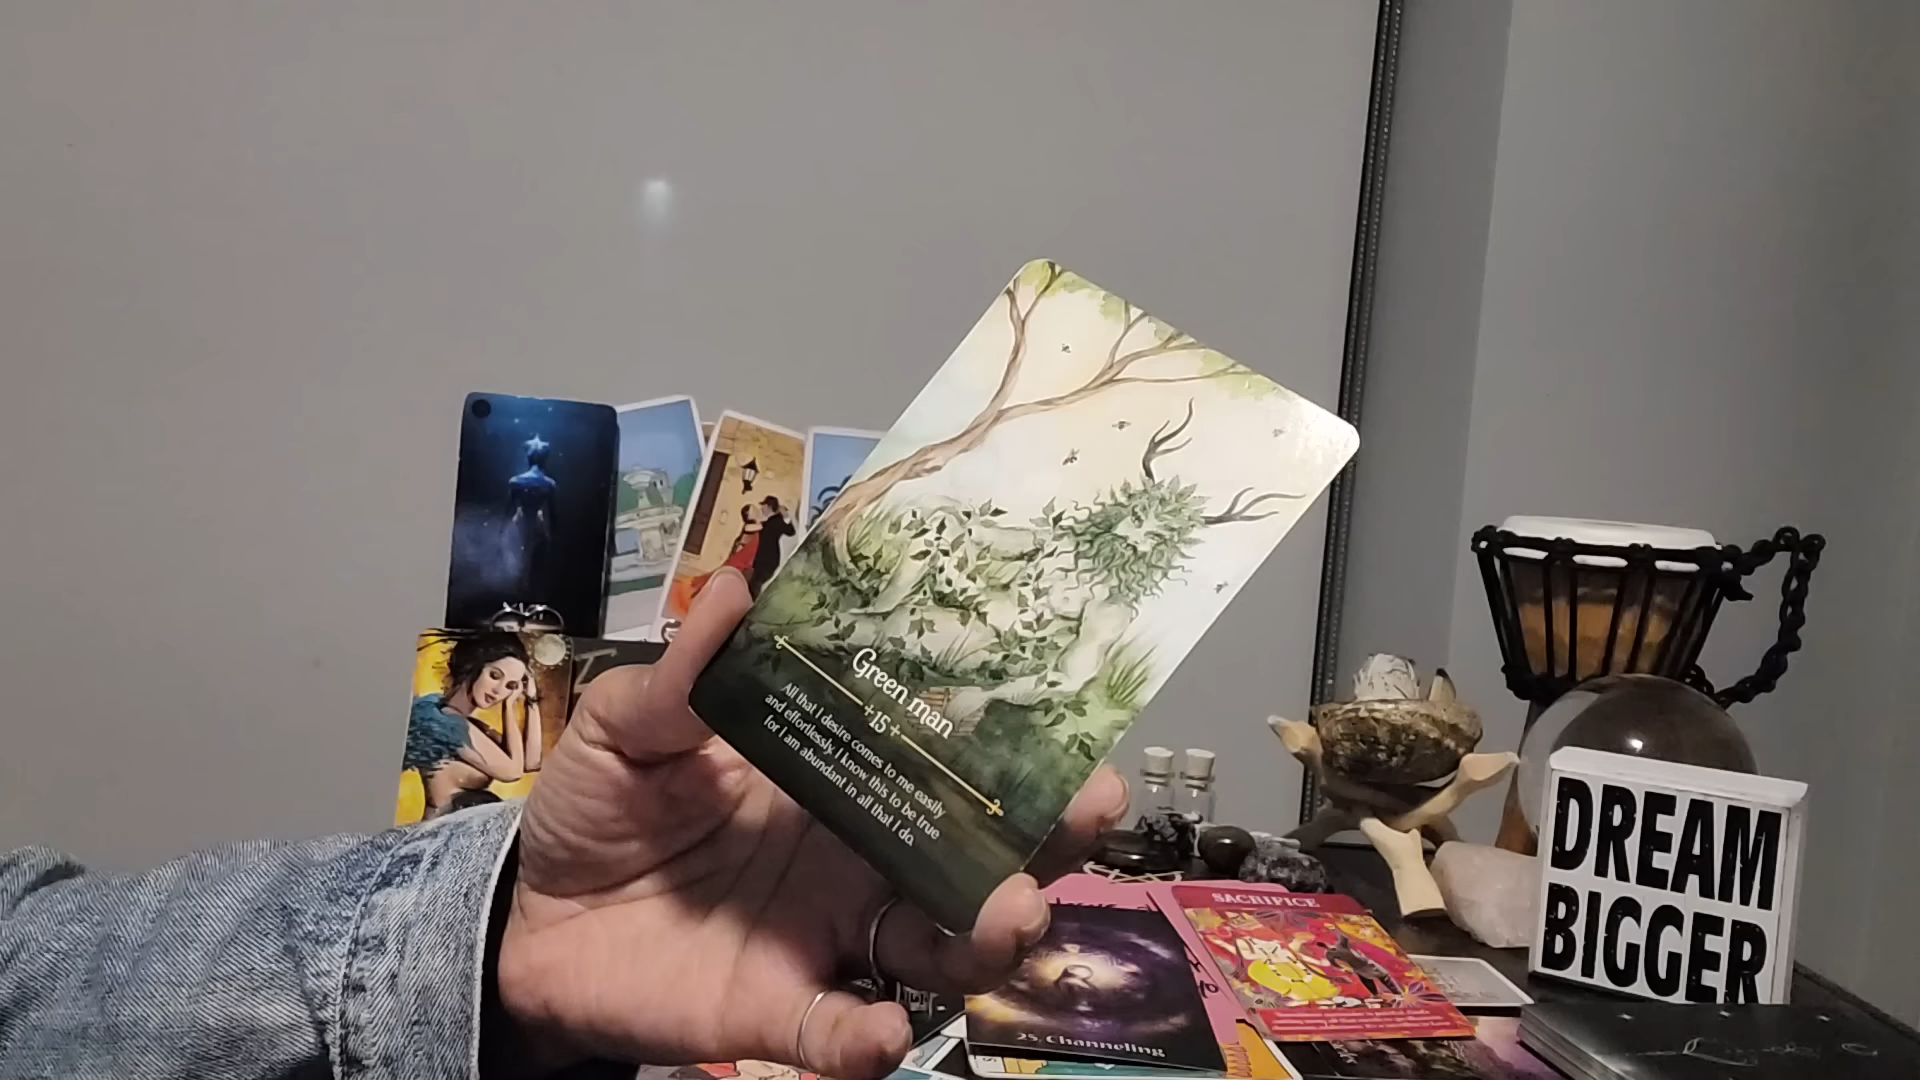 Green man
15
All that I desire comes to me easily
and effortlessly. I know this to be true
for I am abundant in all that I do.
SACRIFICE
25. Channeling
DREAM
BIGGER